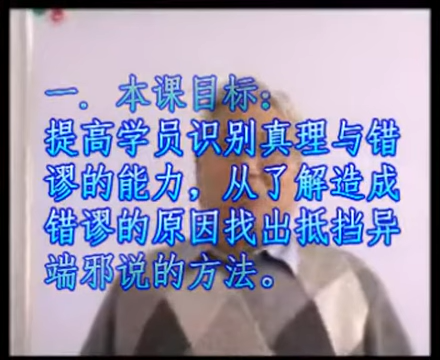 一．本课目标：
提高学员识别真理与错
谬的能力，从了解造成
错谬的原因找出抵挡异
端邪说的方法。